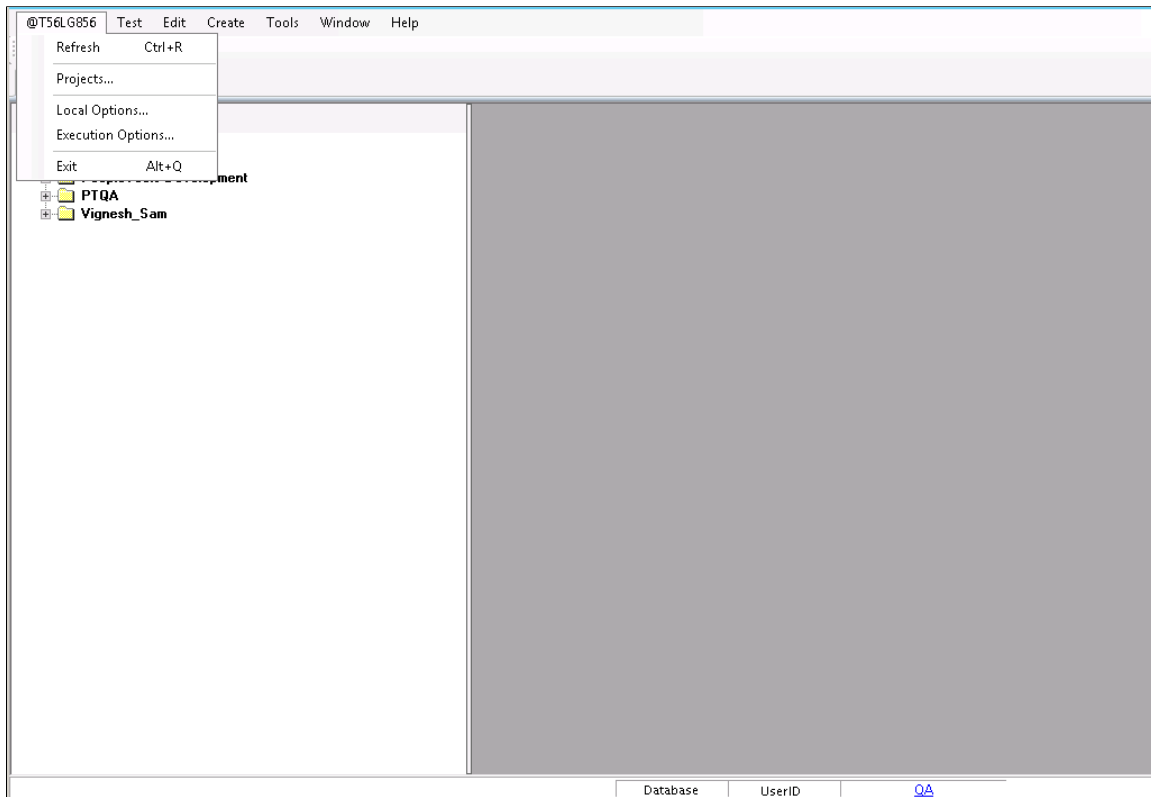 @T56LG856 Test Edit Create Tools Window Help
Refresh Ctrl+R
Projects...
Local Options...
Execution Options...
Exit Alt+Q
PTQA
Vignesh_Sam
Database UserID QA